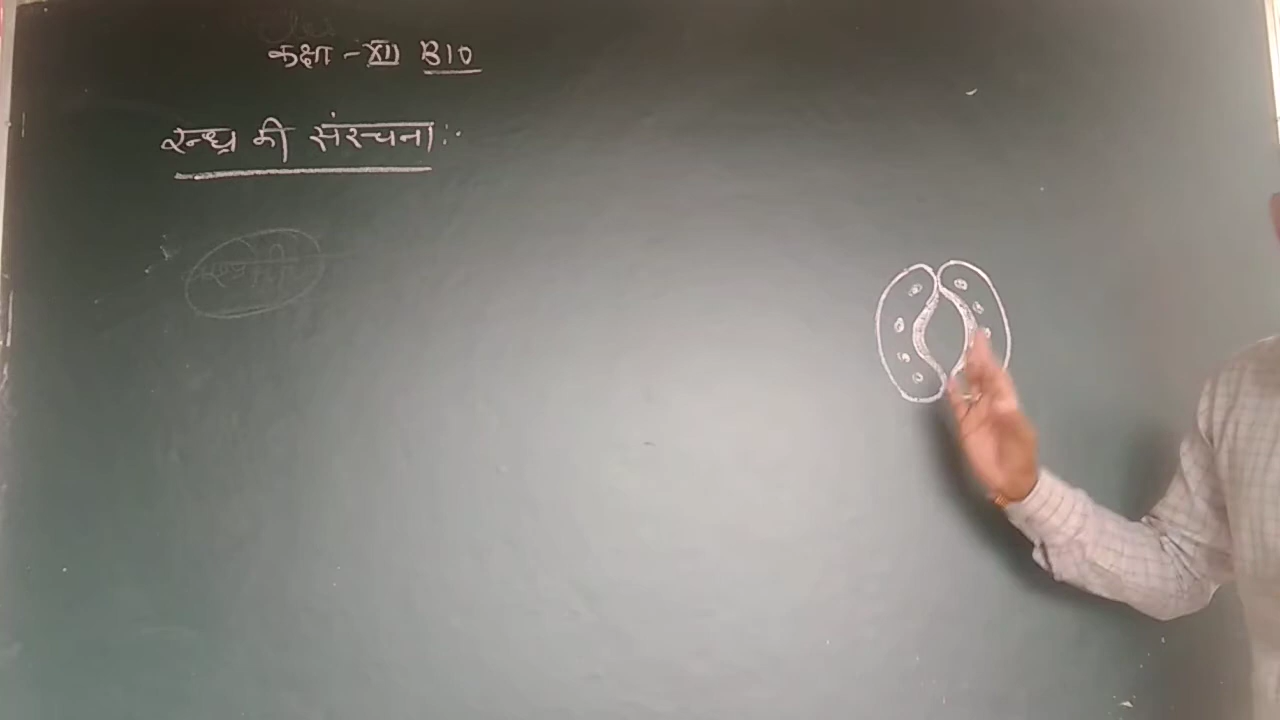 कक्षा - XII BIO
रन्ध्र की संरचना :-